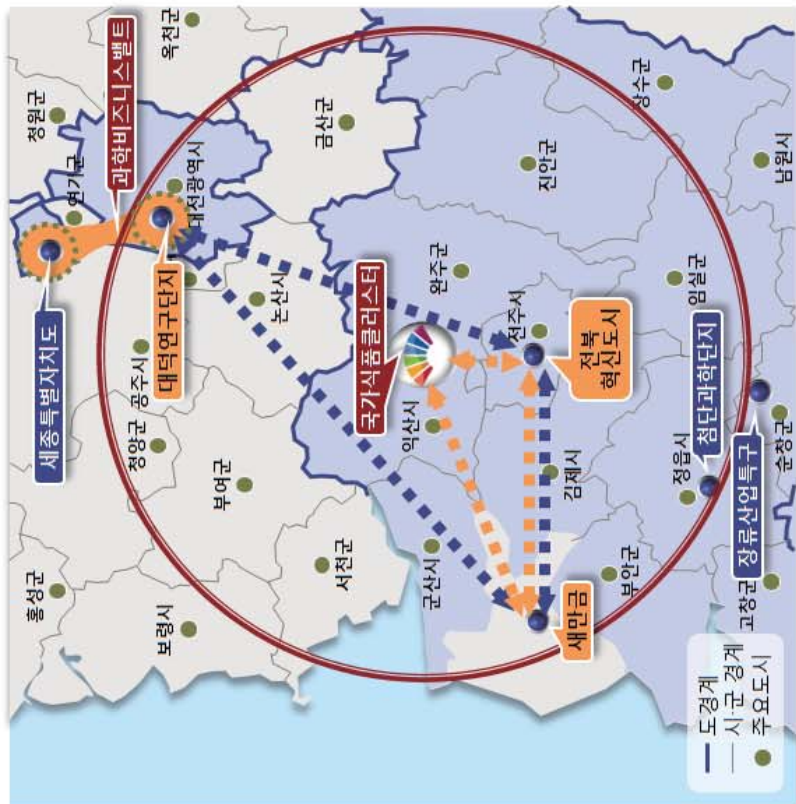 홍성군
청양군
공주시
세종특별자치도
연기군
청원군
과학비즈니스밸트
옥천군
보령시
부여군
논산시
대덕연구단지
대전광역시
금산군
서천군
국가식품클러스터
군산시
익산시
완주군
진안군
새만금
김제시
전주시
전북
혁신도시
장수군
부안군
정읍시
첨단과학단지
임실군
고창군
장류산업특구
순창군
남원시
도경계
시·군 경계
주요도시